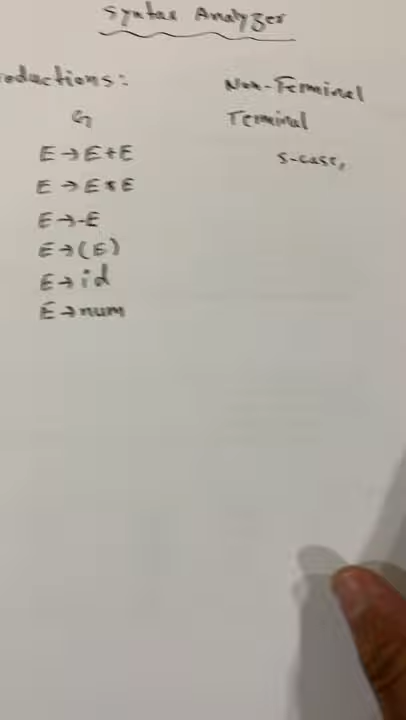 Syntax Analyzer
oductions:
G
E → E + E
E → E * E
E → -E
E → (E)
E → id
E → num
Non-Terminal
Terminal
s-case,